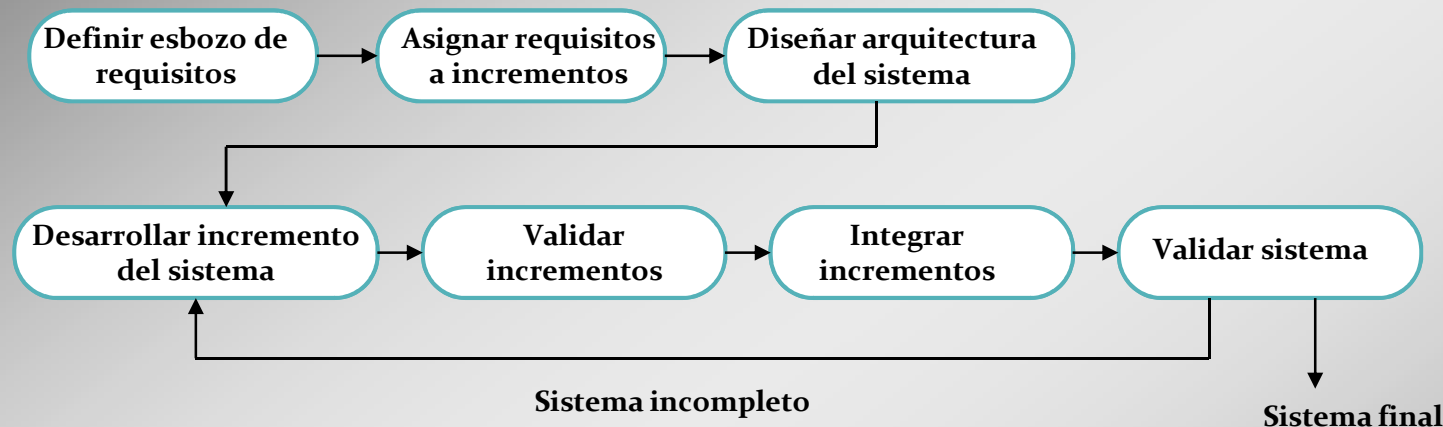 Definir esbozo de
requisitos
Asignar requisitos
a incrementos
Diseñar arquitectura
del sistema
Desarrollar incremento
del sistema
Validar
incrementos
Integrar
incrementos
Validar sistema
Sistema incompleto
Sistema final